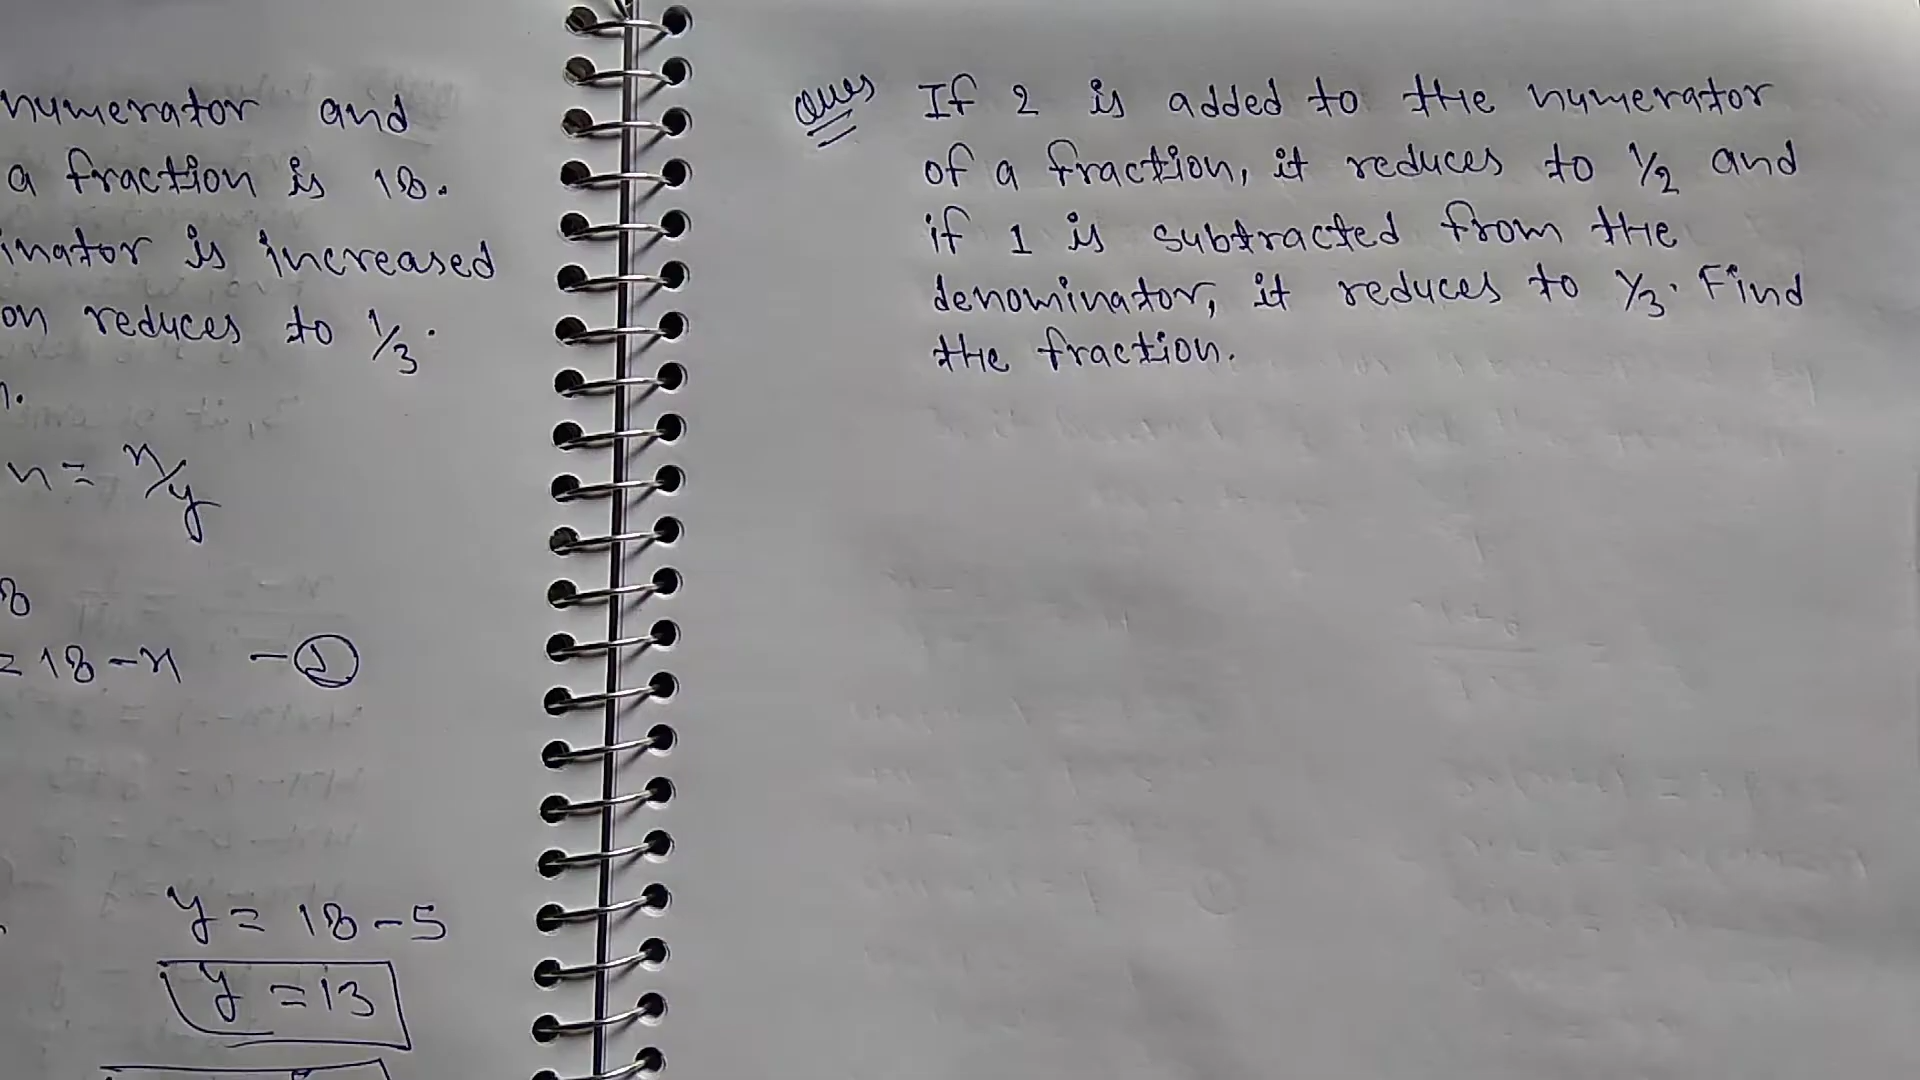 numerator and
a fraction is 18.
inator is increased
on reduces to 1/3.
n.
n = x/y
8
= 18 - x - ①
y = 18 - 5
y = 13
Ques If 2 is added to the numerator
of a fraction, it reduces to 1/2 and
if 1 is subtracted from the
denominator, it reduces to 1/3. Find
the fraction.